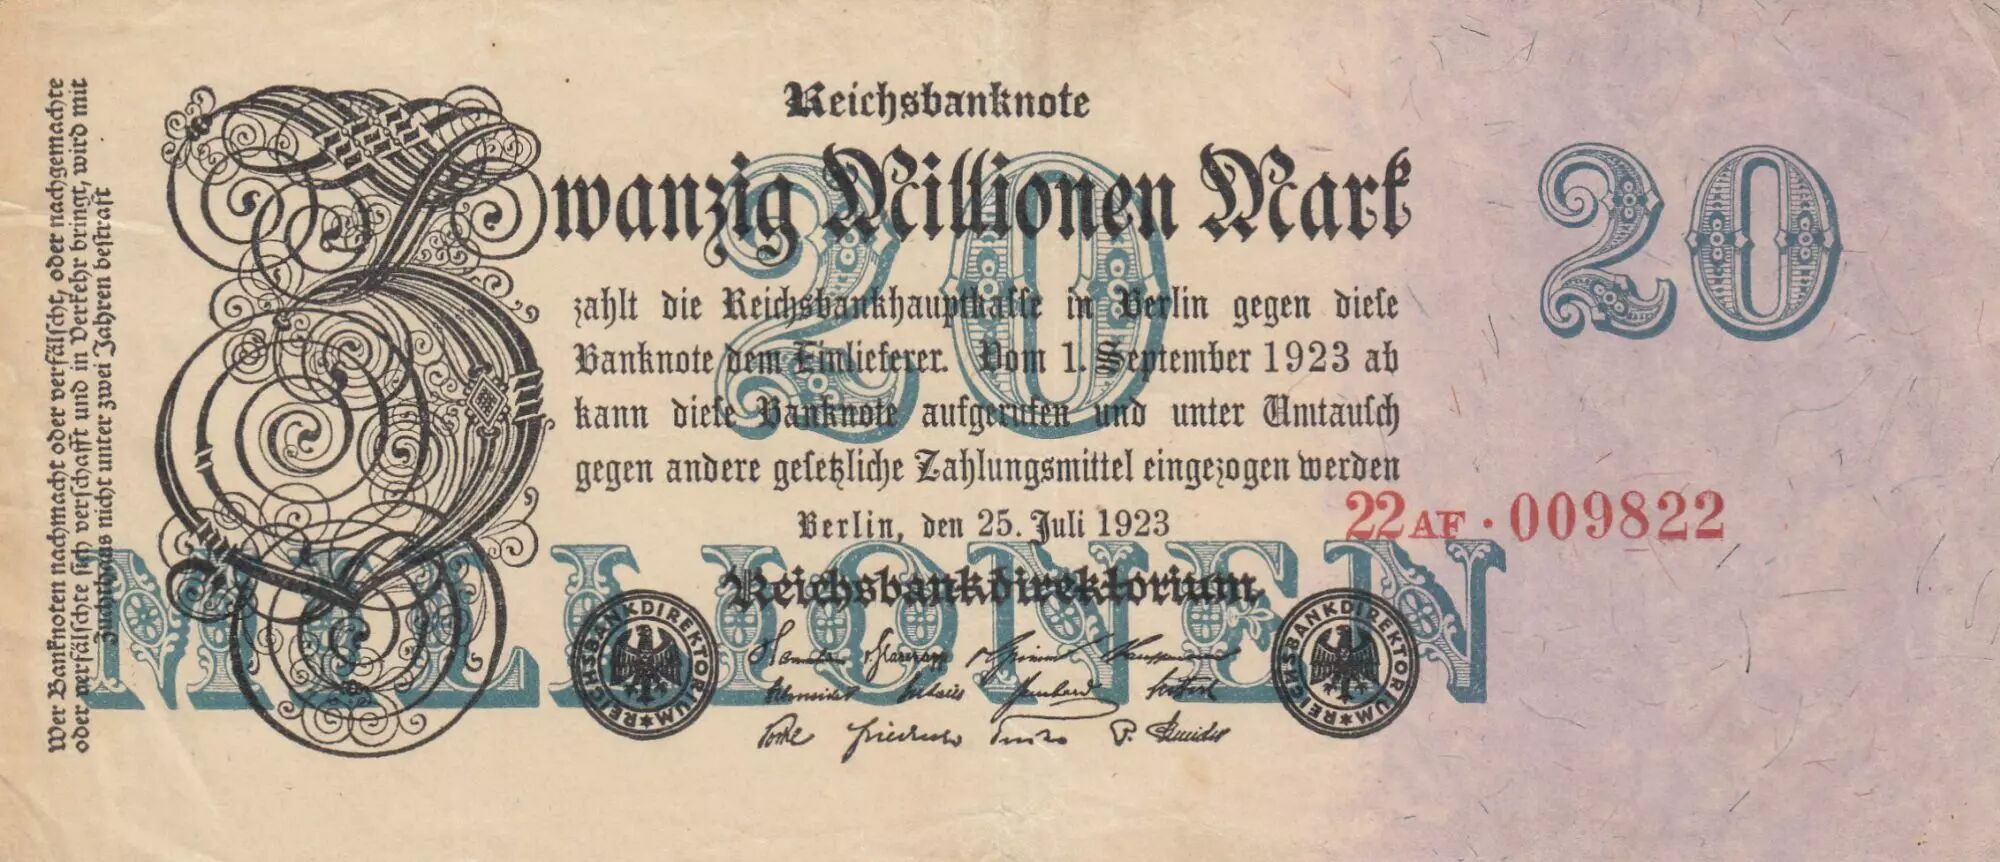 Reichsbanknote
Zwanzig Millionen Mark
20
zahlt die Reichsbankhauptkasse in Berlin gegen diese
Banknote dem Einlieferer. Vom 1. September 1923 ab
kann diese Banknote aufgerufen und unter Umtausch
gegen andere gesetzliche Zahlungsmittel eingezogen werden
Berlin, den 25. Juli 1923
Reichsbankdirektorium
MILLIONEN
REICHSBANKDIREKTORIUM
REICHSBANKDIREKTORIUM
20
22AF·009822
Wer Banknoten nachmacht oder verfälscht, oder nachgemachte
oder verfälschte sich verschafft und in Verkehr bringt, wird mit
Zuchthaus nicht unter zwei Jahren bestraft